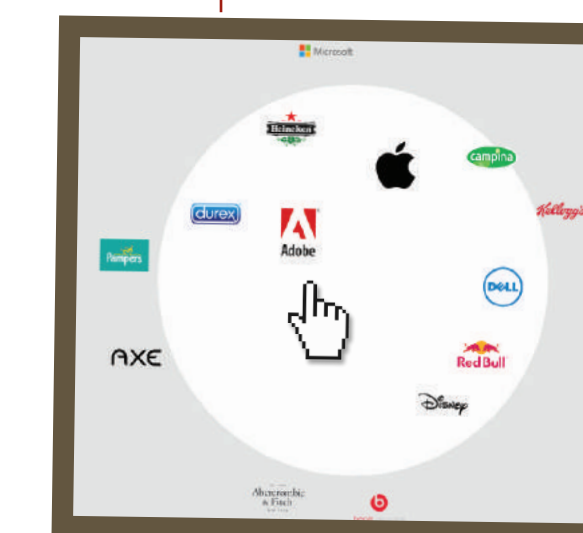 Microsoft
Heineken
campina
durex
Kellogg's
Adobe
Pampers
DELL
AXE
Red Bull
Disney
Abercrombie
& Fitch